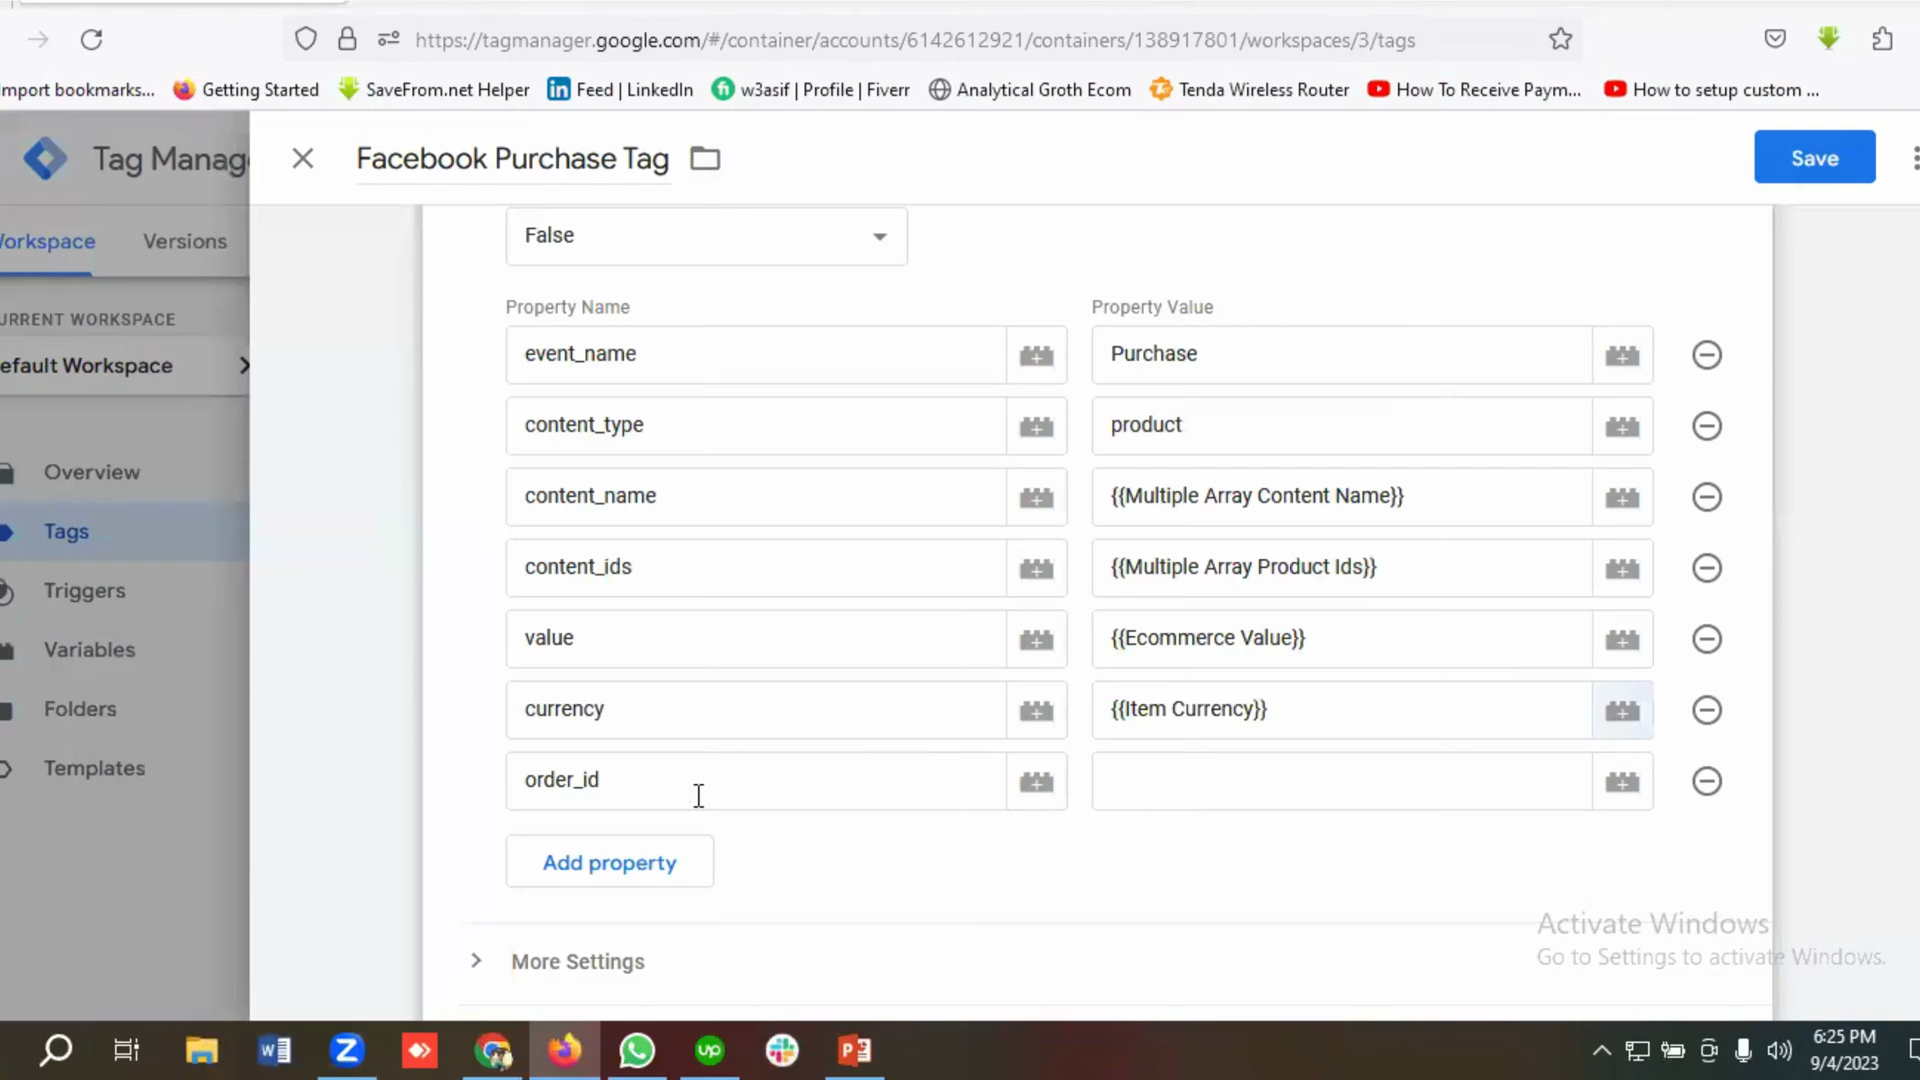 https://tagmanager.google.com/#/container/accounts/6142612921/containers/138917801/workspaces/3/tags
mport bookmarks...
Getting Started
SaveFrom.net Helper
Feed | LinkedIn
w3asif | Profile | Fiverr
Analytical Groth Ecom
Tenda Wireless Router
How To Receive Paym...
How to setup custom ...
Tag Manag
Facebook Purchase Tag
Save
Workspace
Versions
False
Property Name
Property Value
URRENT WORKSPACE
efault Workspace
event_name
Purchase
content_type
product
content_name
{{Multiple Array Content Name}}
content_ids
{{Multiple Array Product Ids}}
value
{{Ecommerce Value}}
currency
{{Item Currency}}
order_id
Overview
Tags
Triggers
Variables
Folders
Templates
Add property
More Settings
Activate Windows
Go to Settings to activate Windows.
6:25 PM
9/4/2023